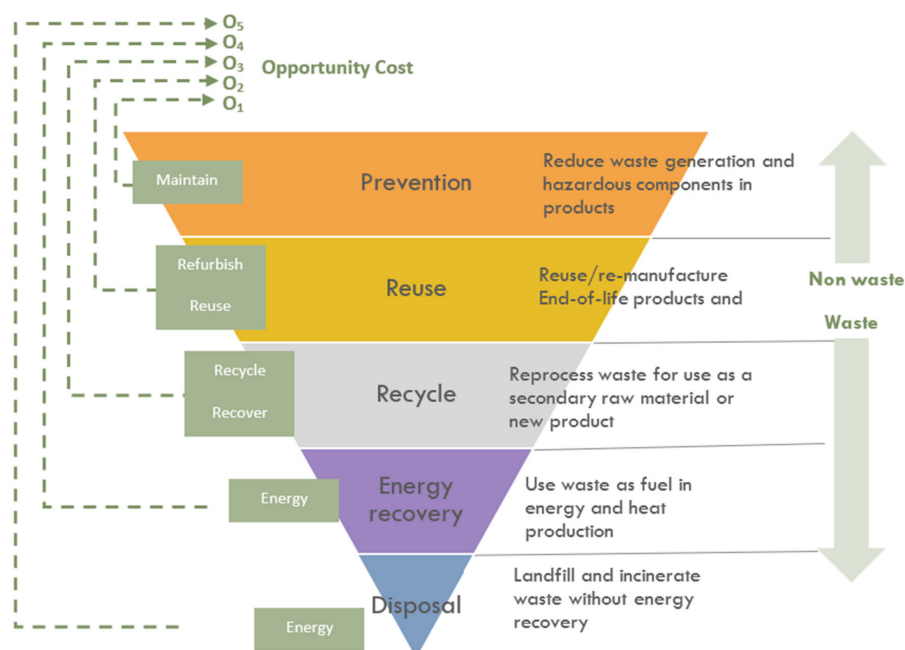 O₅
O₄
O₃
O₂
O₁
Opportunity Cost
Maintain
Prevention
Reduce waste generation and
hazardous components in
products
Refurbish
Reuse
Reuse
Reuse/re-manufacture
End-of-life products and
Non waste
Waste
Recycle
Recover
Recycle
Reprocess waste for use as a
secondary raw material or
new product
Energy
Energy
recovery
Use waste as fuel in
energy and heat
production
Energy
Disposal
Landfill and incinerate
waste without energy
recovery